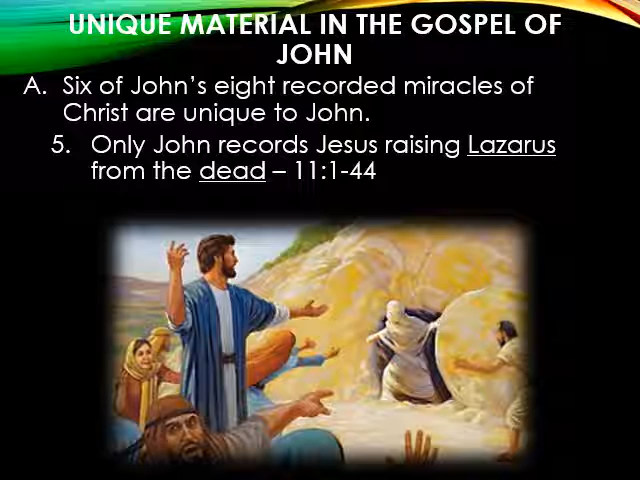 UNIQUE MATERIAL IN THE GOSPEL OF
JOHN
A. Six of John’s eight recorded miracles of
Christ are unique to John.
5. Only John records Jesus raising Lazarus
from the dead – 11:1-44